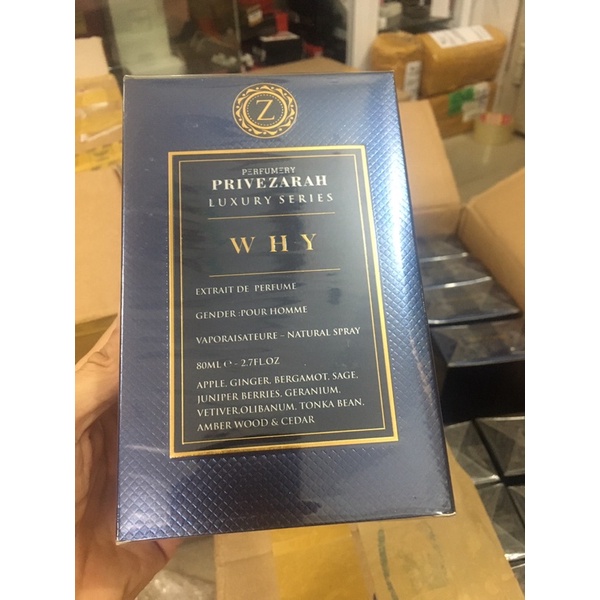 Z
PERFUMERY
PRIVEZARAH
LUXURY SERIES
WHY
EXTRAIT DE PERFUME
GENDER :POUR HOMME
VAPORAISATEURE – NATURAL SPRAY
80ML ℮ - 2.7FL.OZ
APPLE, GINGER, BERGAMOT, SAGE,
JUNIPER BERRIES, GERANIUM,
VETIVER,OLIBANUM, TONKA BEAN,
AMBER WOOD & CEDAR